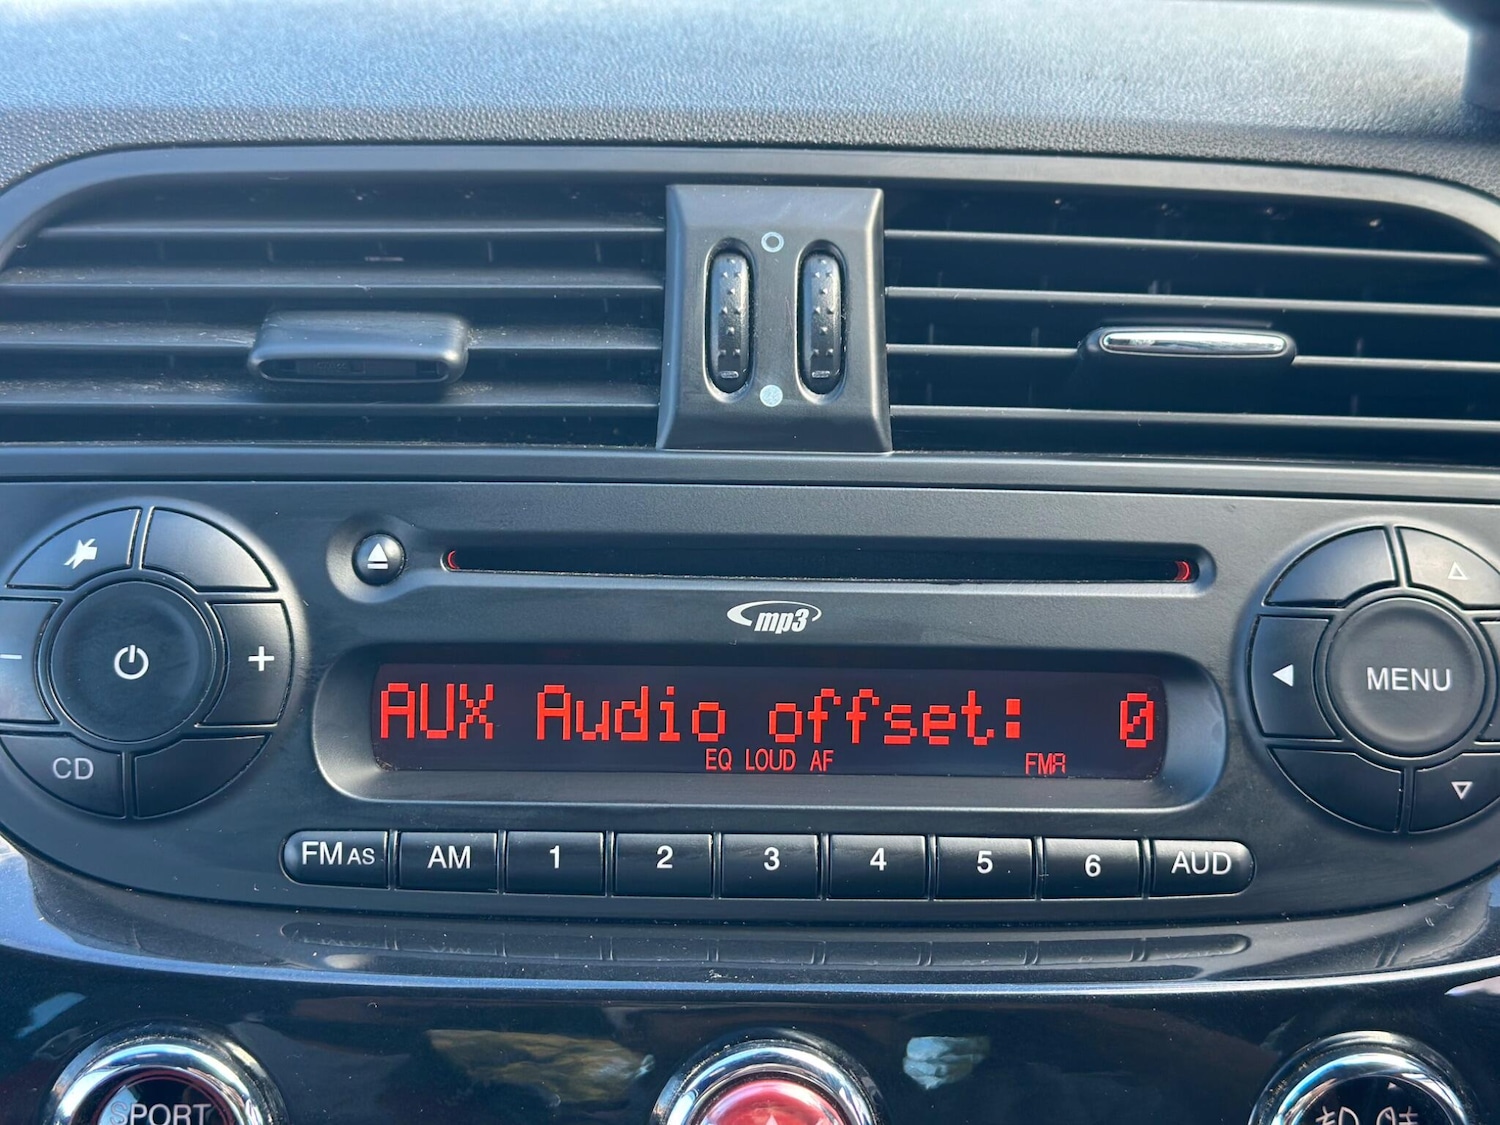 mp3
AUX Audio offset: 0
EQ LOUD AF
FMA
MENU
CD
FM AS AM 1 2 3 4 5 6 AUD
SPORT